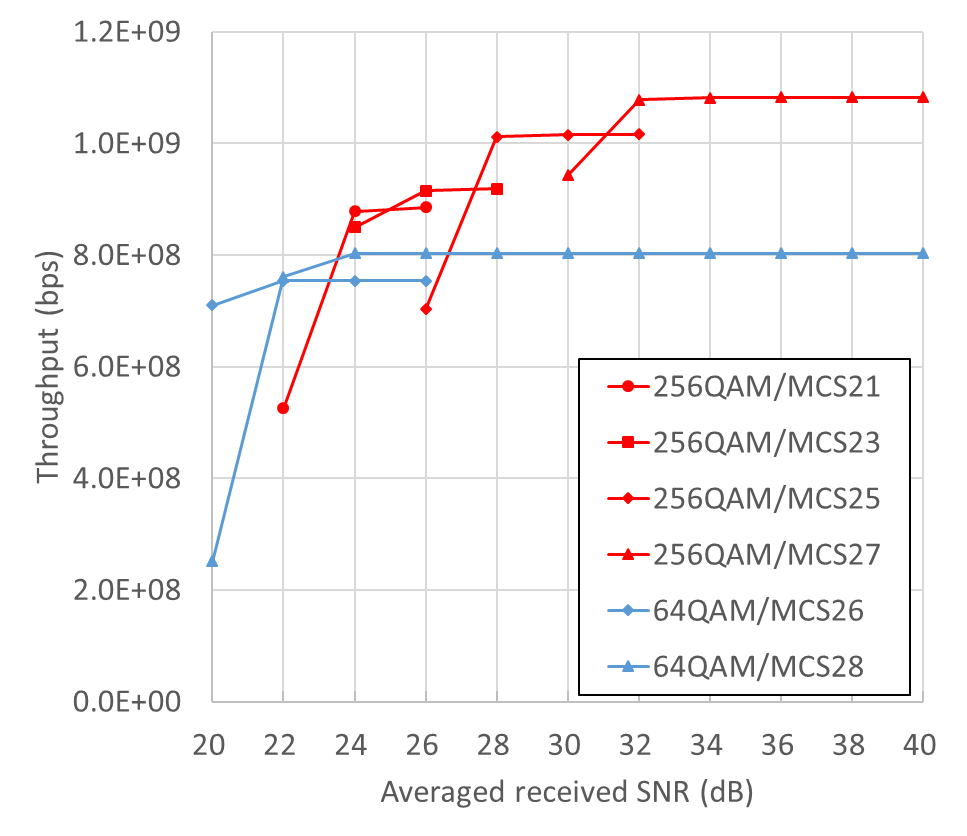 1.2E+09
1.0E+09
8.0E+08
6.0E+08
4.0E+08
2.0E+08
0.0E+00
Throughput (bps)
256QAM/MCS21
256QAM/MCS23
256QAM/MCS25
256QAM/MCS27
64QAM/MCS26
64QAM/MCS28
20 22 24 26 28 30 32 34 36 38 40
Averaged received SNR (dB)